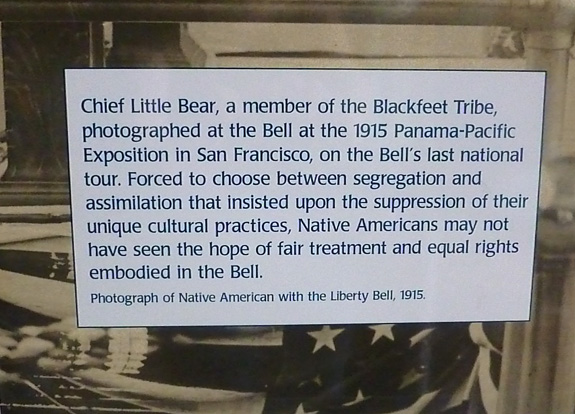 Chief Little Bear, a member of the Blackfeet Tribe,
photographed at the Bell at the 1915 Panama-Pacific
Exposition in San Francisco, on the Bell's last national
tour. Forced to choose between segregation and
assimilation that insisted upon the suppression of their
unique cultural practices, Native Americans may not
have seen the hope of fair treatment and equal rights
embodied in the Bell.
Photograph of Native American with the Liberty Bell, 1915.